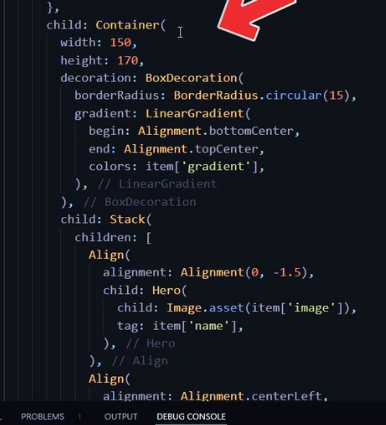 },
child: Container(
width: 150,
height: 170,
decoration: BoxDecoration(
borderRadius: BorderRadius.circular(15),
gradient: LinearGradient(
begin: Alignment.bottomCenter,
end: Alignment.topCenter,
colors: item['gradient'],
), // LinearGradient
), // BoxDecoration
child: Stack(
children: [
Align(
alignment: Alignment(0, -1.5),
child: Hero(
child: Image.asset(item['image']),
tag: item['name'],
), // Hero
), // Align
Align(
alignment: Alignment.centerLeft,
PROBLEMS 1 OUTPUT DEBUG CONSOLE